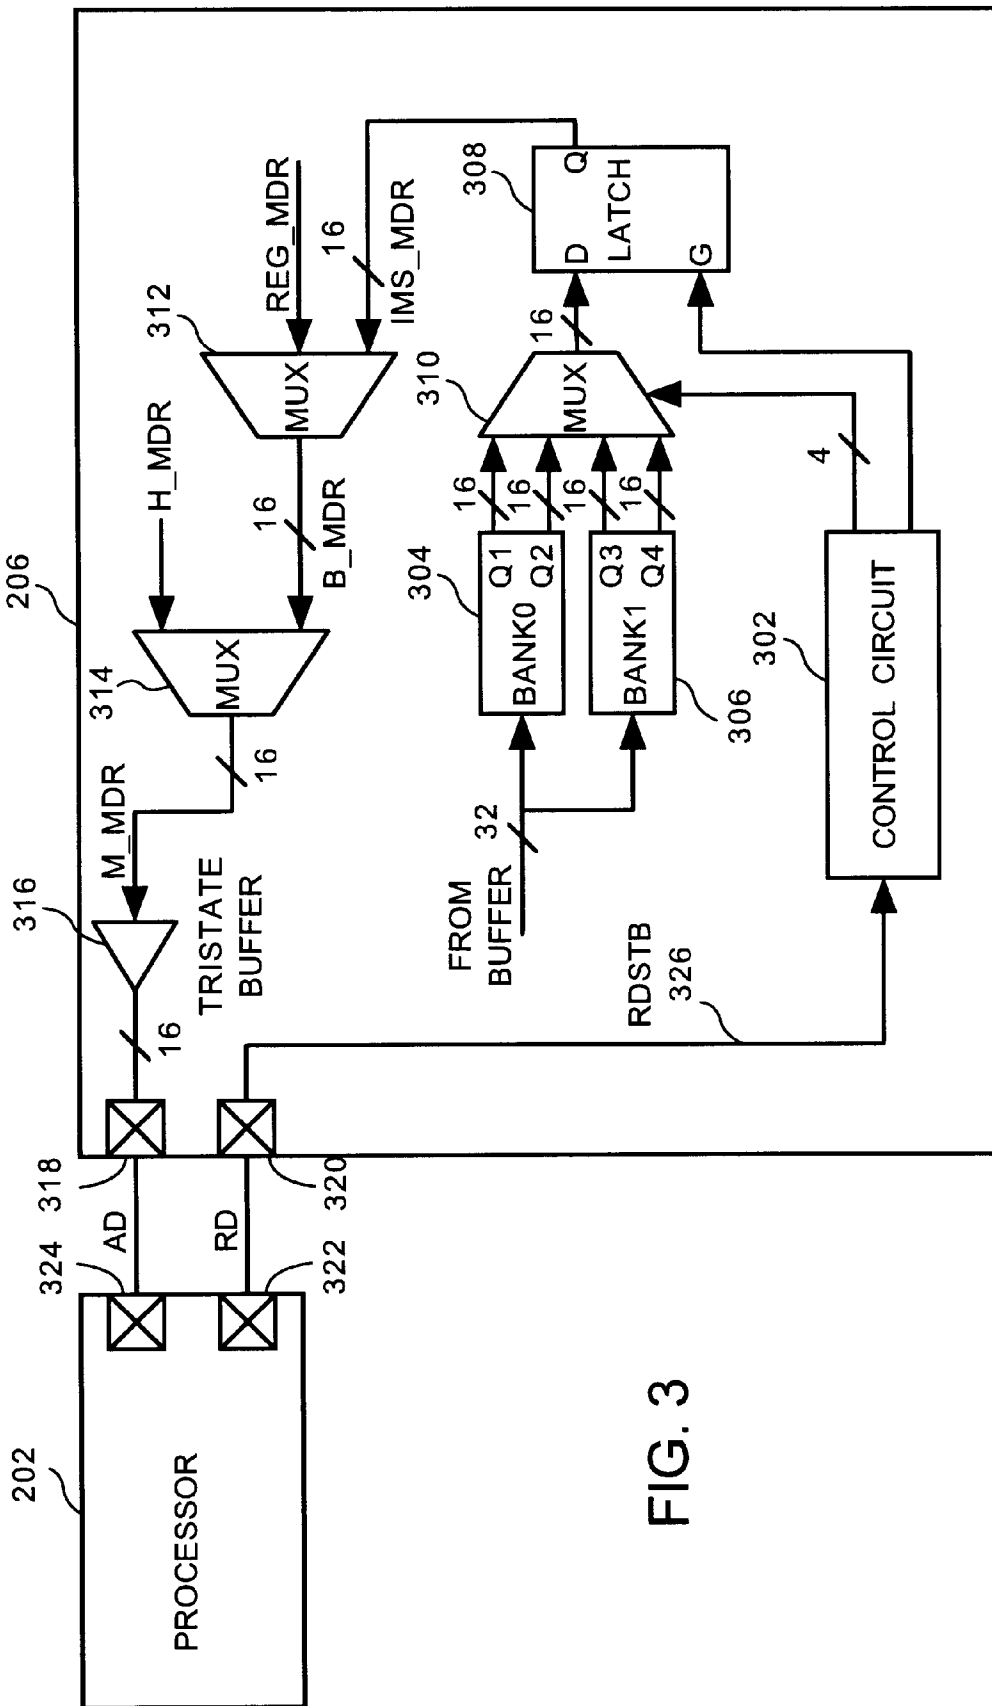 202
PROCESSOR
324
322
AD
RD
318
320
206
316
M_MDR
16
TRISTATE
BUFFER
16
314
MUX
H_MDR
16
B_MDR
312
MUX
REG_MDR
16
IMS_MDR
FROM
BUFFER
32
304
BANK0
Q1
Q2
BANK1
Q3
Q4
306
16
16
16
16
310
MUX
16
308
D
Q
LATCH
G
RDSTB
326
302
CONTROL CIRCUIT
4
FIG. 3